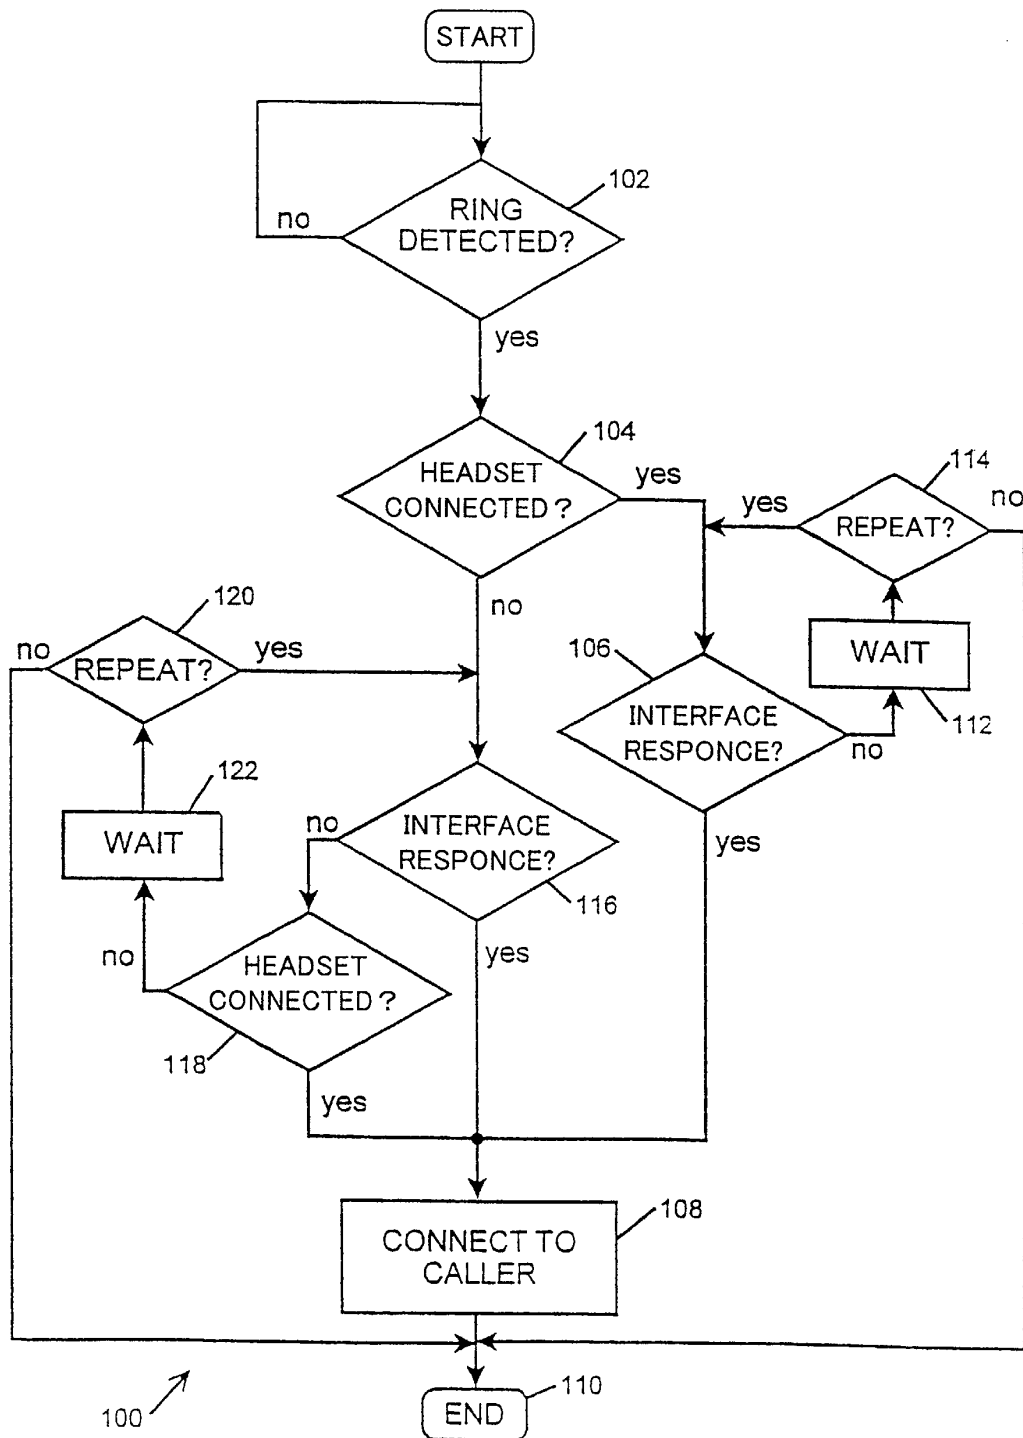 START
102
RING
DETECTED?
no
yes
104
HEADSET
CONNECTED?
yes
114
yes
REPEAT?
no
no
120
no
REPEAT?
yes
106
WAIT
112
INTERFACE
RESPONCE?
no
122
WAIT
no
INTERFACE
RESPONCE?
116
yes
yes
no
HEADSET
CONNECTED?
118
yes
108
CONNECT TO
CALLER
110
END
100